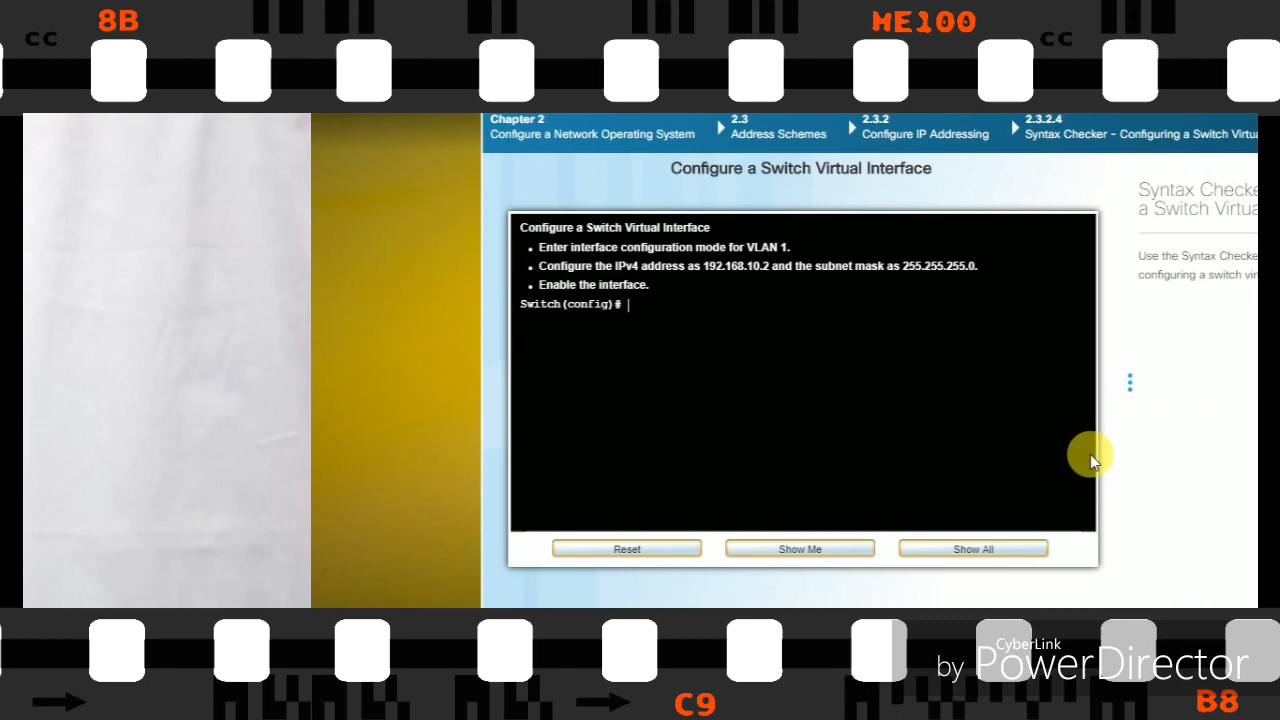 8B
ME100
cc
cc
Chapter 2
Configure a Network Operating System
2.3
Address Schemes
2.3.2
Configure IP Addressing
2.3.2.4
Syntax Checker – Configuring a Switch Virtua
Configure a Switch Virtual Interface
Syntax Checke
a Switch Virtua
Use the Syntax Checke
configuring a switch vir
Configure a Switch Virtual Interface
• Enter interface configuration mode for VLAN 1.
• Configure the IPv4 address as 192.168.10.2 and the subnet mask as 255.255.255.0.
• Enable the interface.
Switch(config)#
Reset
Show Me
Show All
by CyberLink PowerDirector
C9
B8